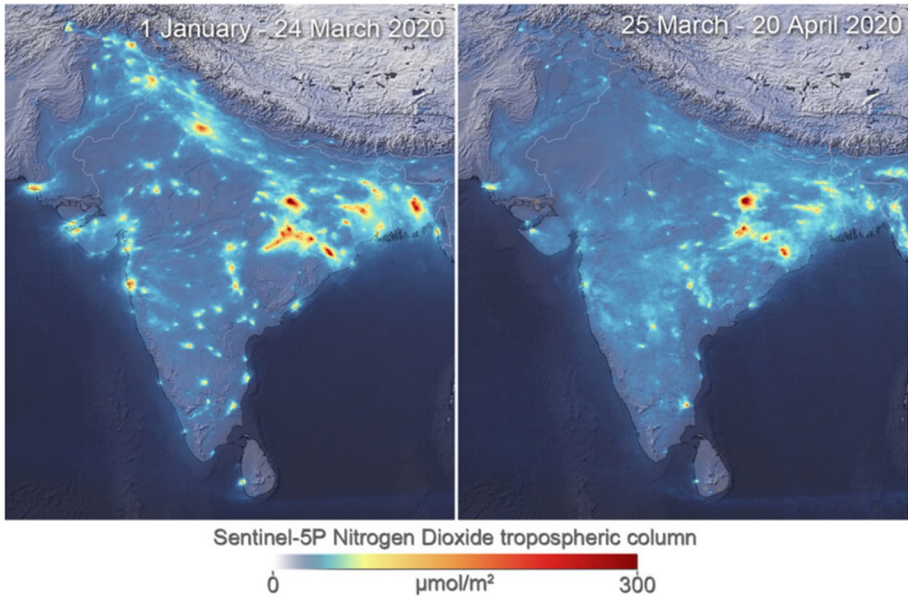 1 January - 24 March 2020
25 March - 20 April 2020
Sentinel-5P Nitrogen Dioxide tropospheric column
0 µmol/m² 300